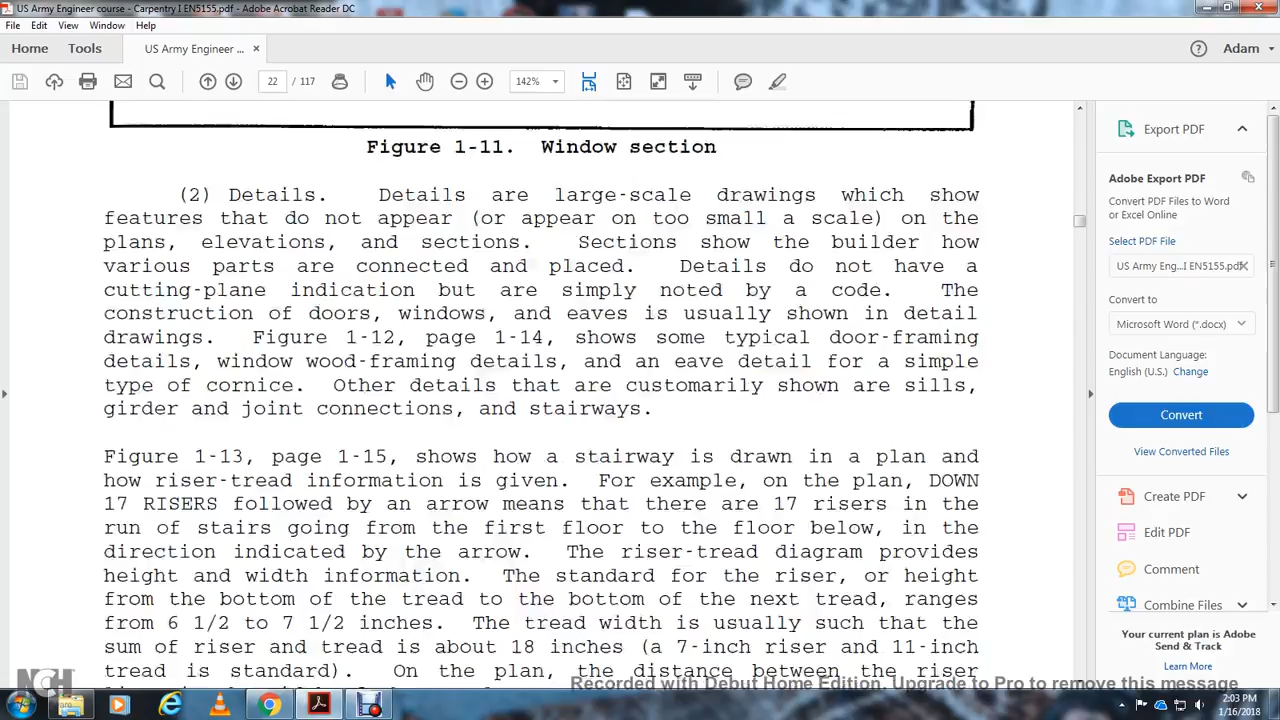 US Army Engineer course - Carpentry I EN5155.pdf - Adobe Acrobat Reader DC
File Edit View Window Help
Home Tools US Army Engineer ... × Adam
22 / 117 142%
Figure 1-11. Window section
(2) Details. Details are large-scale drawings which show
features that do not appear (or appear on too small a scale) on the
plans, elevations, and sections. Sections show the builder how
various parts are connected and placed. Details do not have a
cutting-plane indication but are simply noted by a code. The
construction of doors, windows, and eaves is usually shown in detail
drawings. Figure 1-12, page 1-14, shows some typical door-framing
details, window wood-framing details, and an eave detail for a simple
type of cornice. Other details that are customarily shown are sills,
girder and joint connections, and stairways.
Figure 1-13, page 1-15, shows how a stairway is drawn in a plan and
how riser-tread information is given. For example, on the plan, DOWN
17 RISERS followed by an arrow means that there are 17 risers in the
run of stairs going from the first floor to the floor below, in the
direction indicated by the arrow. The riser-tread diagram provides
height and width information. The standard for the riser, or height
from the bottom of the tread to the bottom of the next tread, ranges
from 6 1/2 to 7 1/2 inches. The tread width is usually such that the
sum of riser and tread is about 18 inches (a 7-inch riser and 11-inch
tread is standard). On the plan, the distance between the riser
Export PDF
Adobe Export PDF
Convert PDF Files to Word
or Excel Online
Select PDF File
US Army Eng...I EN5155.pdf
Convert to
Microsoft Word (*.docx)
Document Language:
English (U.S.) Change
Convert
View Converted Files
Create PDF
Edit PDF
Comment
Combine Files
Your current plan is Adobe
Send & Track
Learn More
NCH
Recorded with Debut Home Edition. Upgrade to Pro to remove this message
2:03 PM
1/16/2018